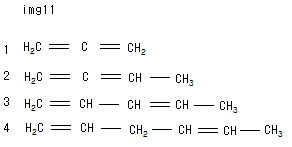 img11
1 H₂C ═ C ═ CH₂
2 H₂C ═ C ═ CH — CH₃
3 H₂C ═ CH — CH ═ CH — CH₃
4 H₂C ═ CH — CH₂ — CH ═ CH — CH₃